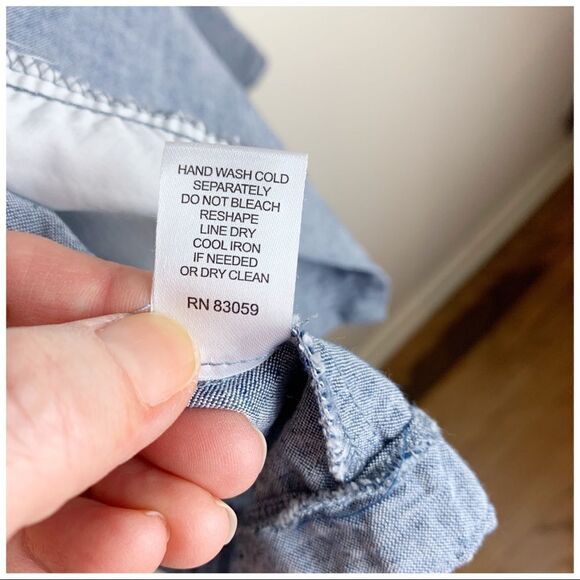 HAND WASH COLD
SEPARATELY
DO NOT BLEACH
RESHAPE
LINE DRY
COOL IRON
IF NEEDED
OR DRY CLEAN
RN 83059